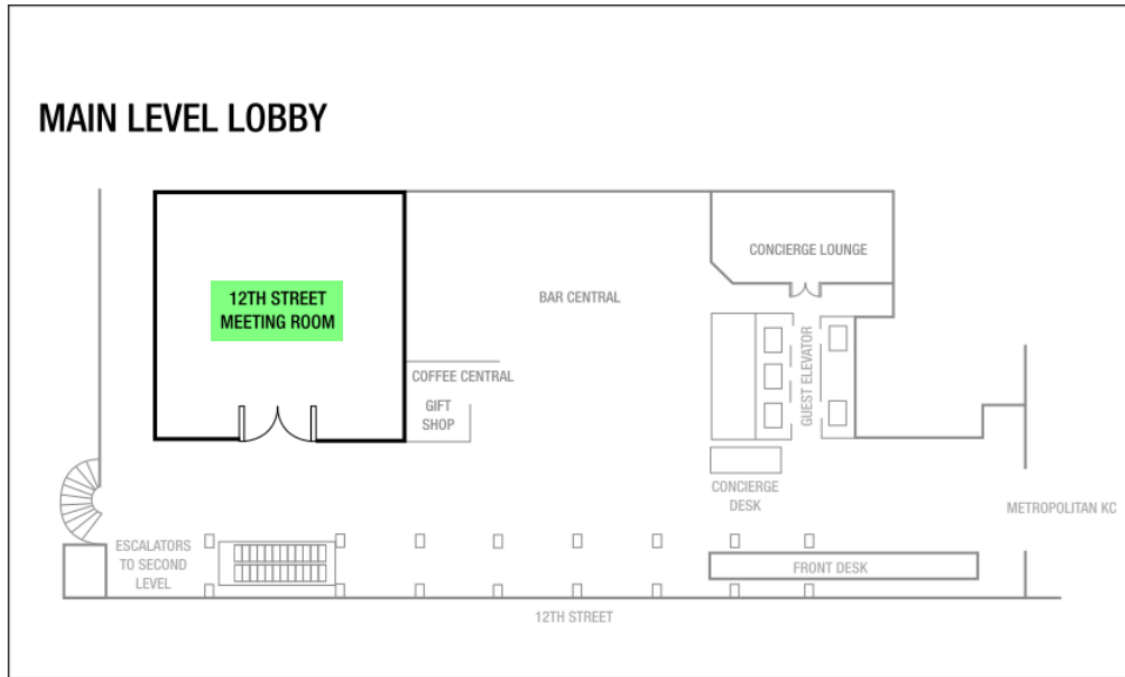 MAIN LEVEL LOBBY
CONCIERGE LOUNGE
12TH STREET
MEETING ROOM
BAR CENTRAL
COFFEE CENTRAL
GIFT
SHOP
GUEST ELEVATOR
CONCIERGE
DESK
METROPOLITAN KC
ESCALATORS
TO SECOND
LEVEL
FRONT DESK
12TH STREET